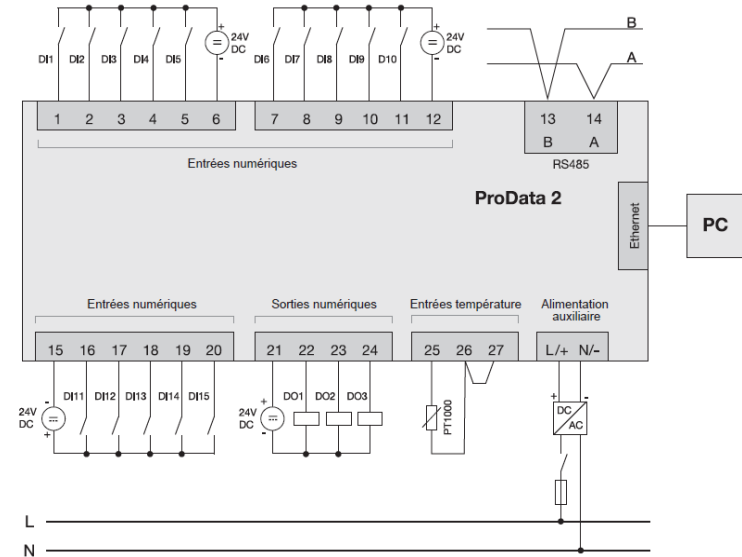 + 24V DC - + 24V DC - B
DI1 DI2 DI3 DI4 DI5 DI6 DI7 DI8 DI9 D10 A
1 2 3 4 5 6 7 8 9 10 11 12 13 14
B A
Entrées numériques RS485
ProData 2
Ethernet
PC
Entrées numériques Sorties numériques Entrées température Alimentation auxiliaire
15 16 17 18 19 20 21 22 23 24 25 26 27 L/+ N/-
- 24V DC + DI11 DI12 DI13 DI14 DI15 + 24V DC - DO1 DO2 DO3 PT1000 + - DC AC
L
N